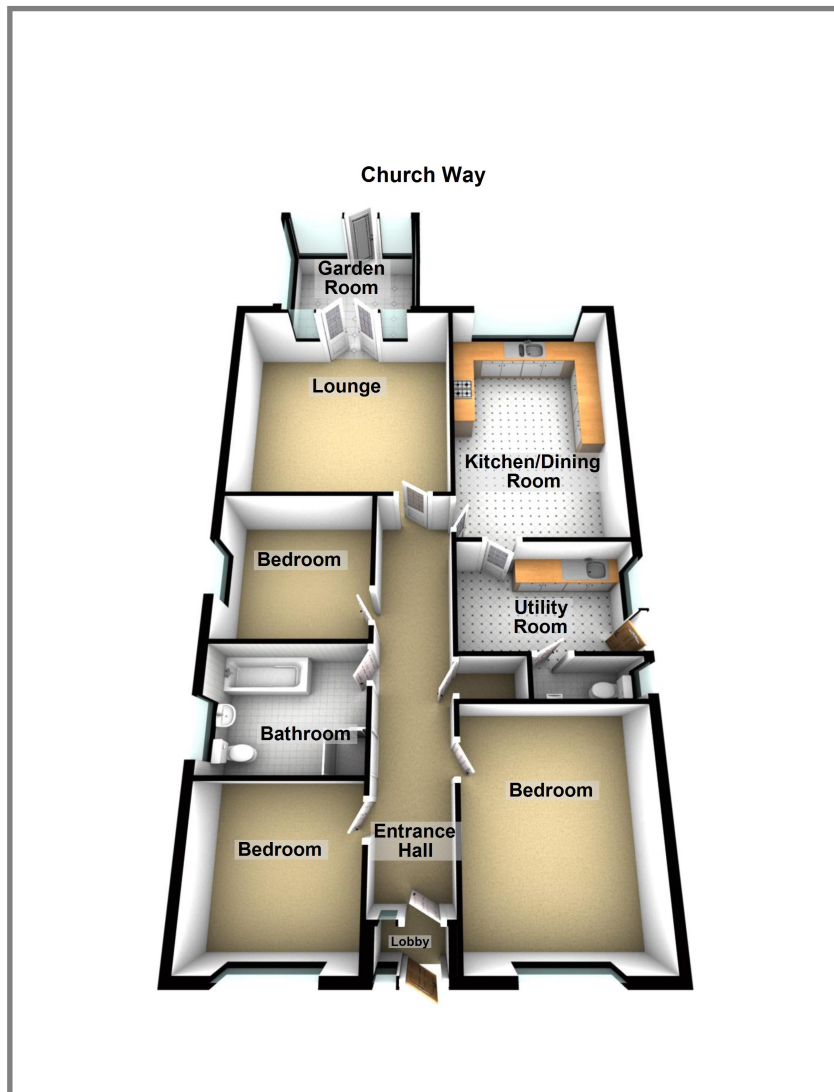 Church Way
Garden
Room
Lounge
Kitchen/Dining
Room
Bedroom
Utility
Room
Bathroom
Bedroom
Entrance
Hall
Bedroom
Lobby